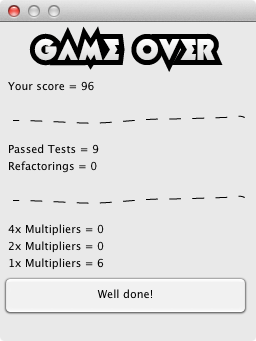 GAME OVER
Your score = 96
Passed Tests = 9
Refactorings = 0
4x Multipliers = 0
2x Multipliers = 0
1x Multipliers = 6
Well done!